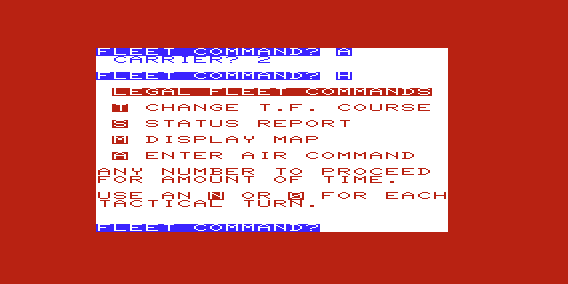 FLEET COMMAND? A
CARRIER? 2
FLEET COMMAND? H
LEGAL FLEET COMMANDS
T CHANGE T.F. COURSE
S STATUS REPORT
M DISPLAY MAP
A ENTER AIR COMMAND
ANY NUMBER TO PROCEED
FOR AMOUNT OF TIME.
USE AN N OR S FOR EACH
TACTICAL TURN.
FLEET COMMAND?